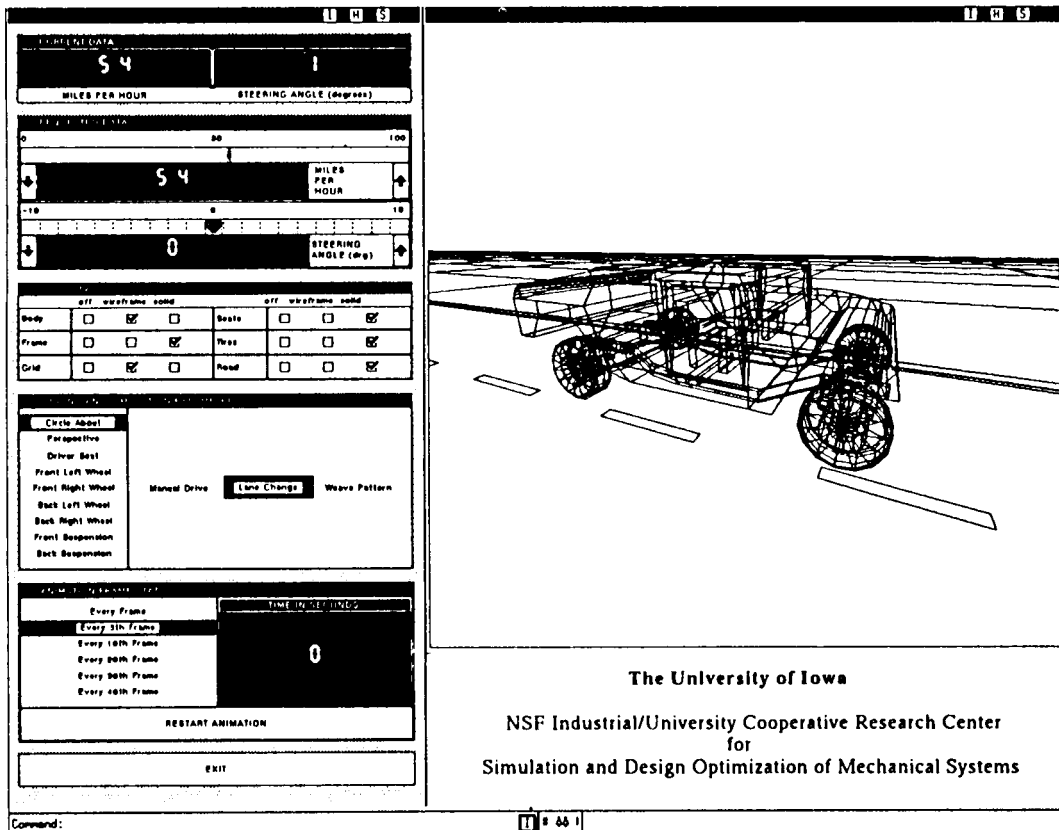 I H S
I H S
CURRENT DATA
54 1
MILES PER HOUR STEERING ANGLE (degrees)
0 50 100
54 MILES PER HOUR
-10 0 10
0 STEERING ANGLE (deg)
off wireframe solid off wireframe solid
Body Seats
Frame Tires
Grid Road
Circle About
Perspective
Driver Seat
Front Left Wheel
Front Right Wheel
Back Left Wheel
Back Right Wheel
Front Suspension
Back Suspension
Manual Drive Lane Change Weave Pattern
TIME IN SECONDS
Every Frame
Every 5th Frame
Every 10th Frame
Every 20th Frame
Every 30th Frame
Every 40th Frame
0
RESTART ANIMATION
EXIT
The University of Iowa
NSF Industrial/University Cooperative Research Center
for
Simulation and Design Optimization of Mechanical Systems
Command: